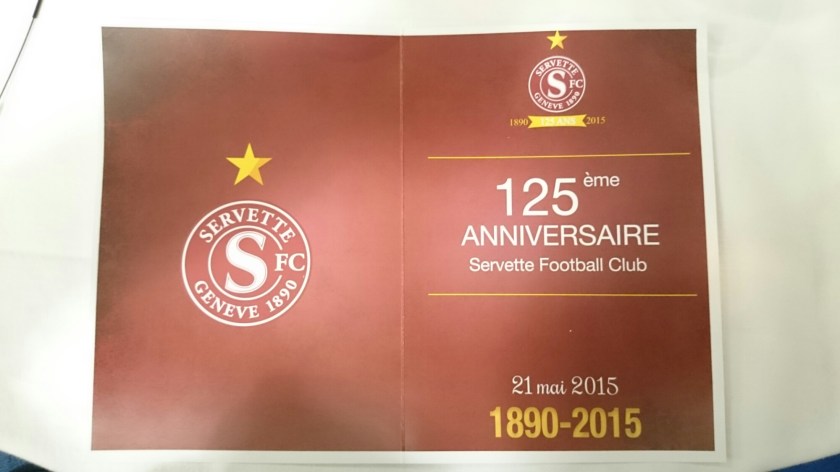 SERVETTE
S FC
GENEVE 1890
SERVETTE
S FC
GENEVE 1890
1890 125 ANS 2015
125ème
ANNIVERSAIRE
Servette Football Club
21 mai 2015
1890-2015